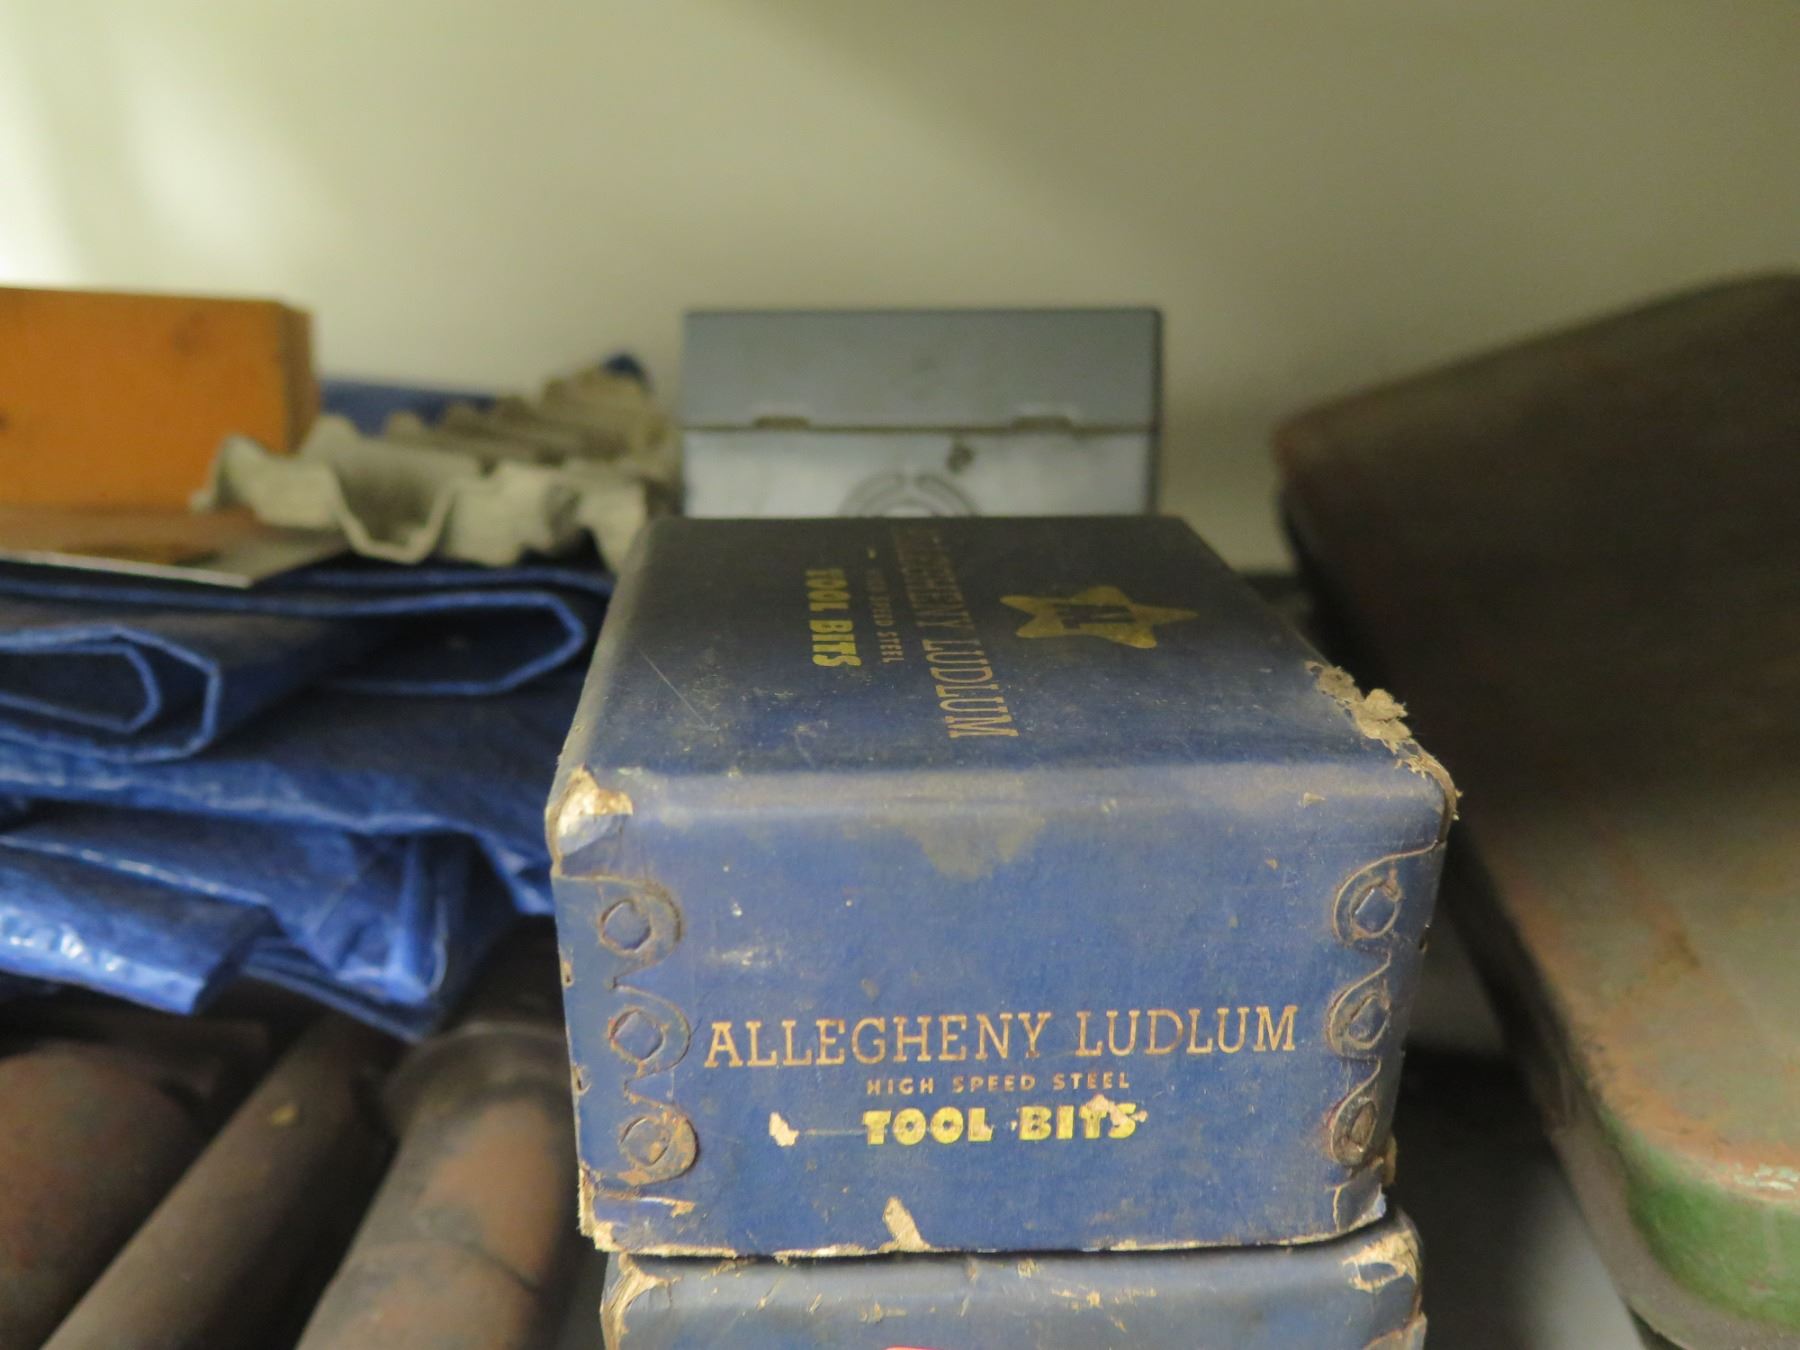 ALLEGHENY LUDLUM
HIGH SPEED STEEL
TOOL BITS
ALLEGHENY LUDLUM
HIGH SPEED STEEL
TOOL BITS